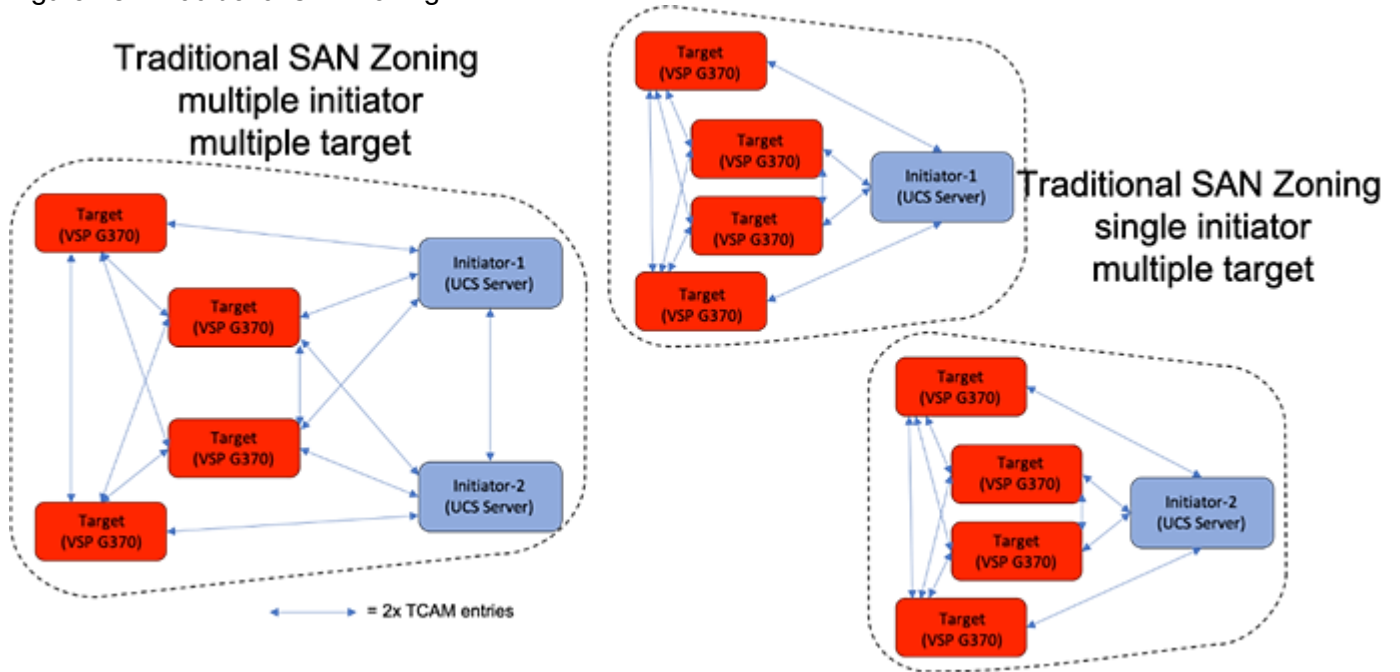 Traditional SAN Zoning
multiple initiator
multiple target
Target
(VSP G370)
Target
(VSP G370)
Target
(VSP G370)
Target
(VSP G370)
Initiator-1
(UCS Server)
Initiator-2
(UCS Server)
= 2x TCAM entries
Target
(VSP G370)
Target
(VSP G370)
Target
(VSP G370)
Target
(VSP G370)
Initiator-1
(UCS Server)
Traditional SAN Zoning
single initiator
multiple target
Target
(VSP G370)
Target
(VSP G370)
Target
(VSP G370)
Target
(VSP G370)
Initiator-2
(UCS Server)